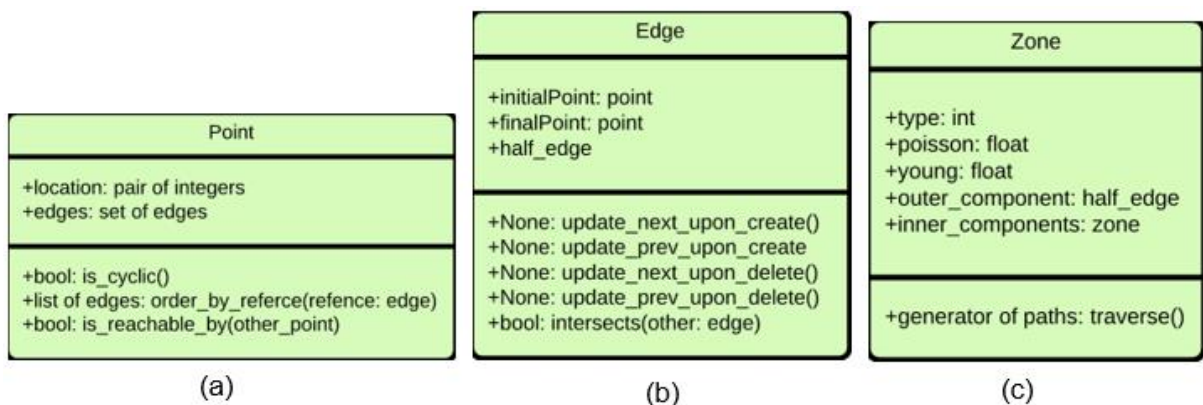 Point
+location: pair of integers
+edges: set of edges
+bool: is_cyclic()
+list of edges: order_by_referce(refence: edge)
+bool: is_reachable_by(other_point)
(a)
Edge
+initialPoint: point
+finalPoint: point
+half_edge
+None: update_next_upon_create()
+None: update_prev_upon_create
+None: update_next_upon_delete()
+None: update_prev_upon_delete()
+bool: intersects(other: edge)
(b)
Zone
+type: int
+poisson: float
+young: float
+outer_component: half_edge
+inner_components: zone
+generator of paths: traverse()
(c)